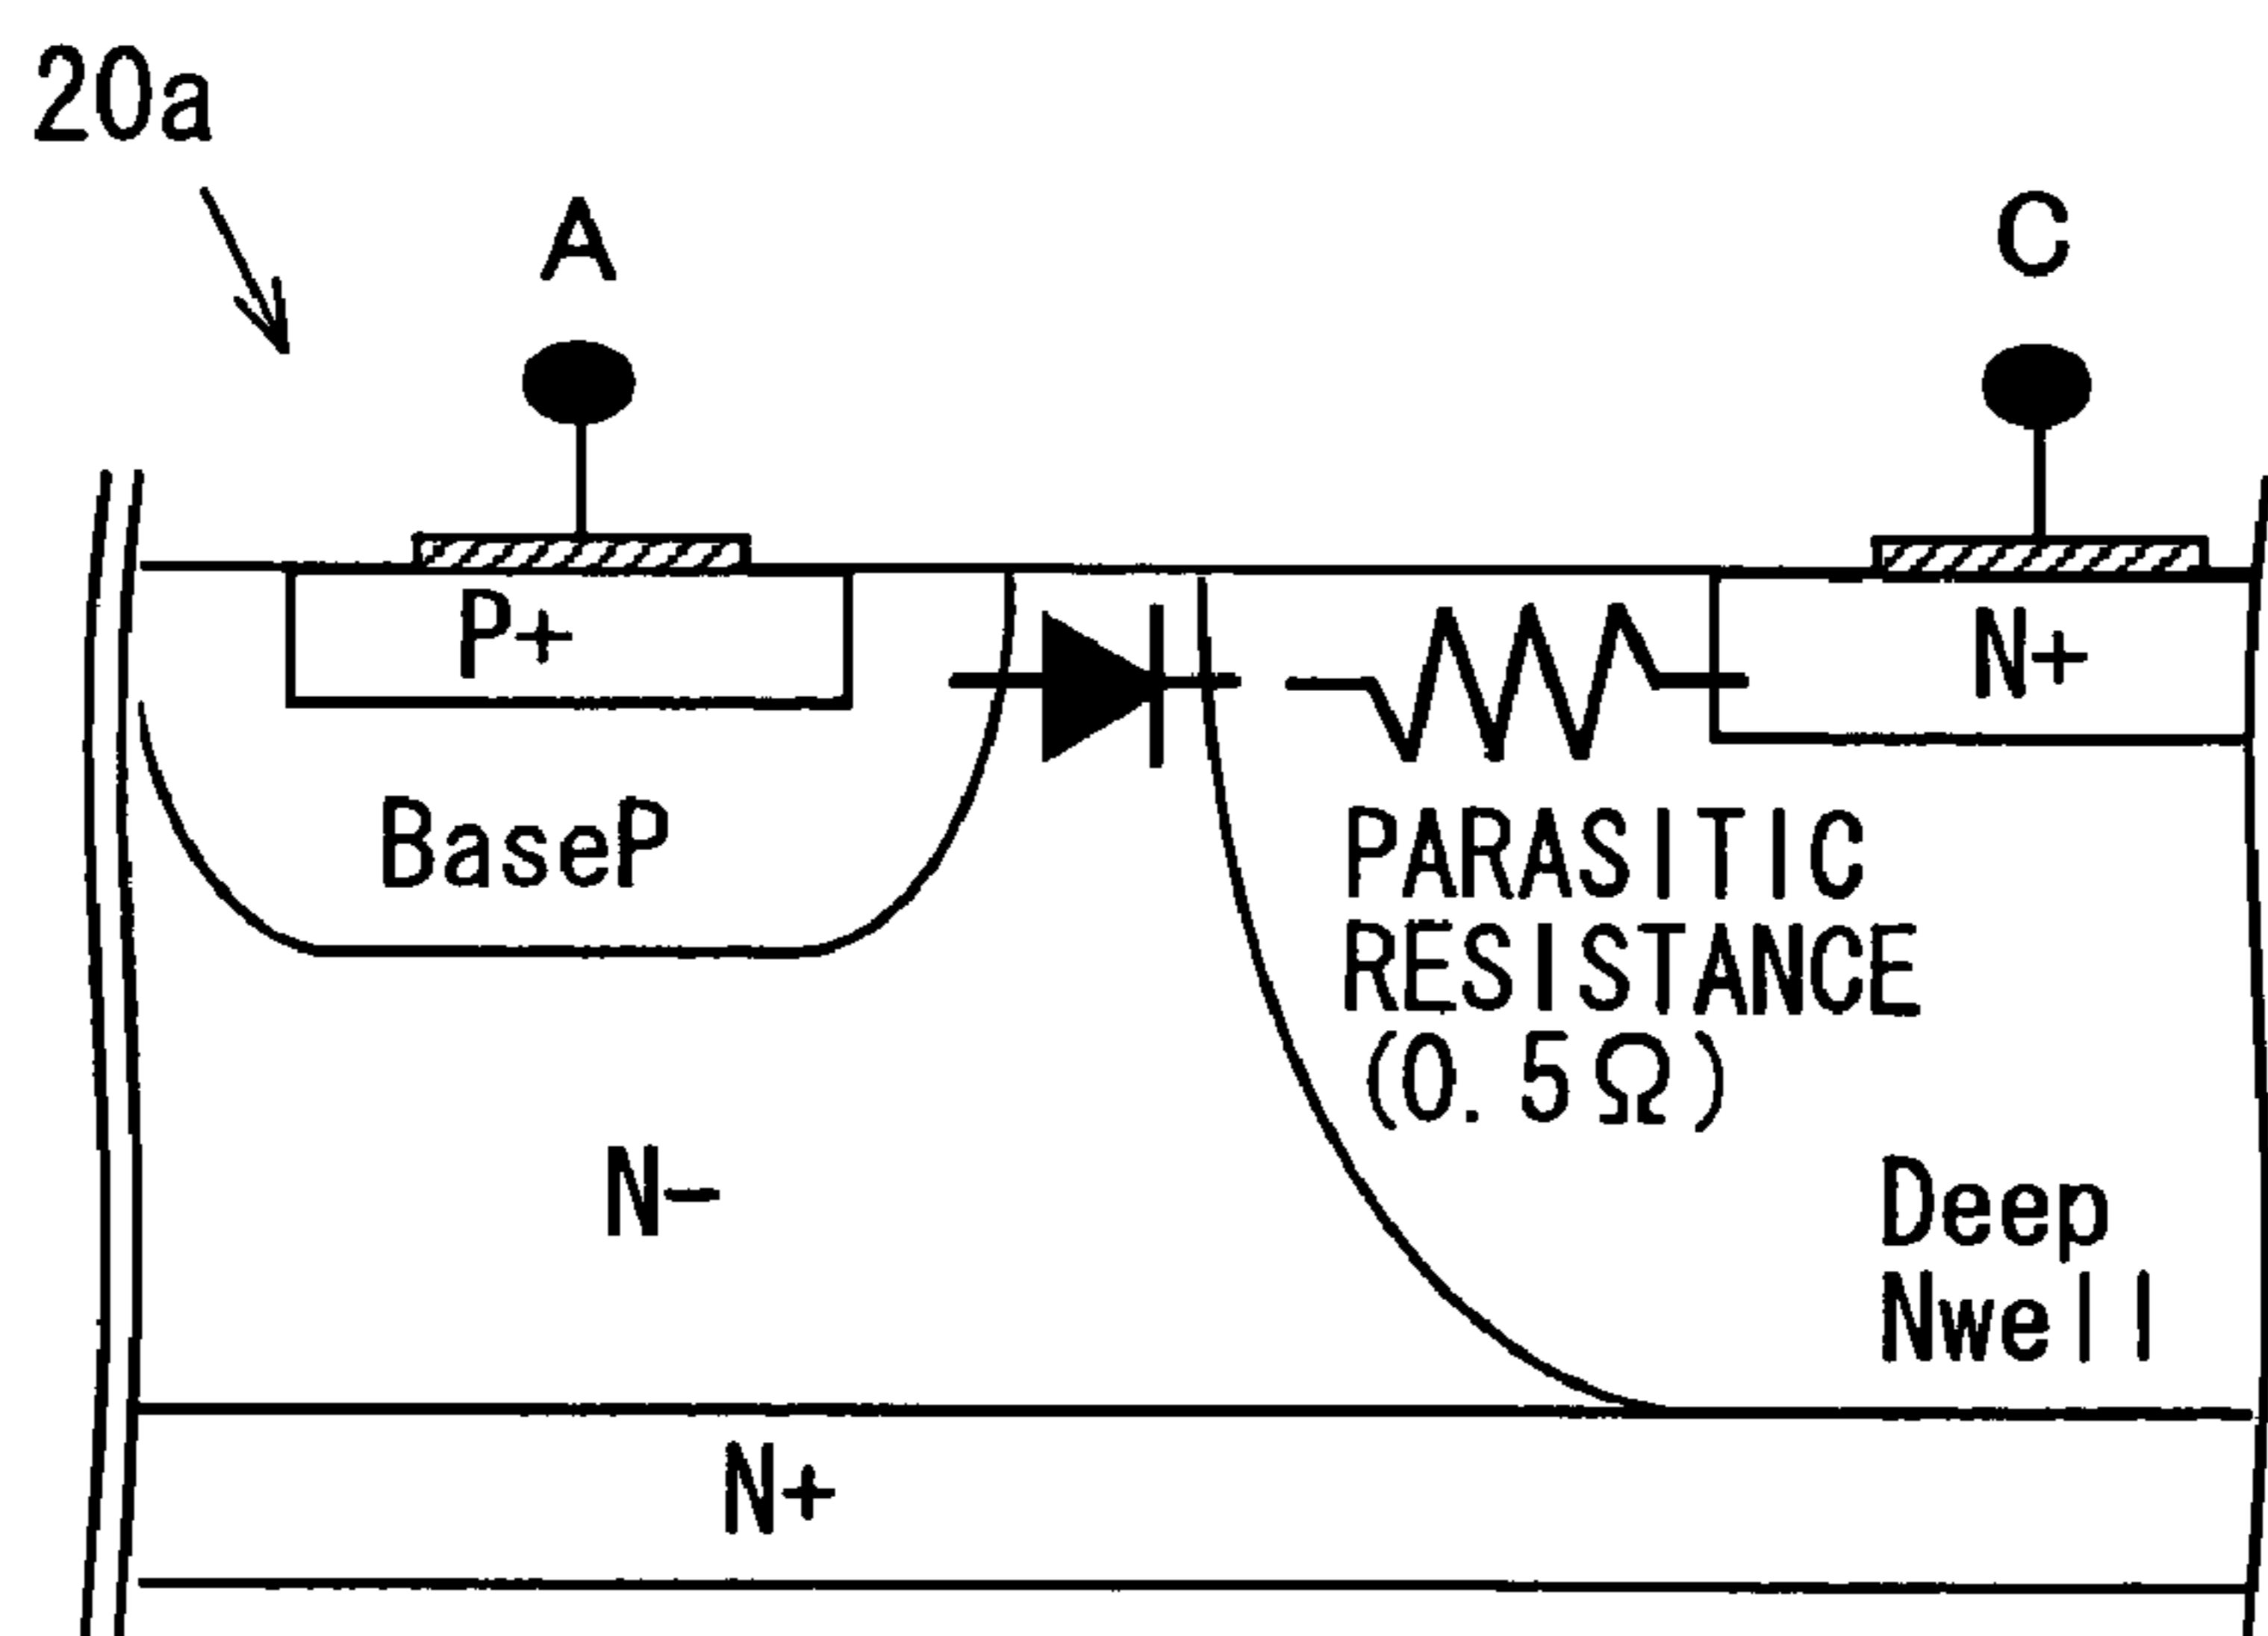 20a
A
C
P+
N+
BaseP
PARASITIC
RESISTANCE
(0.5Ω)
N-
Deep
Nwell
N+